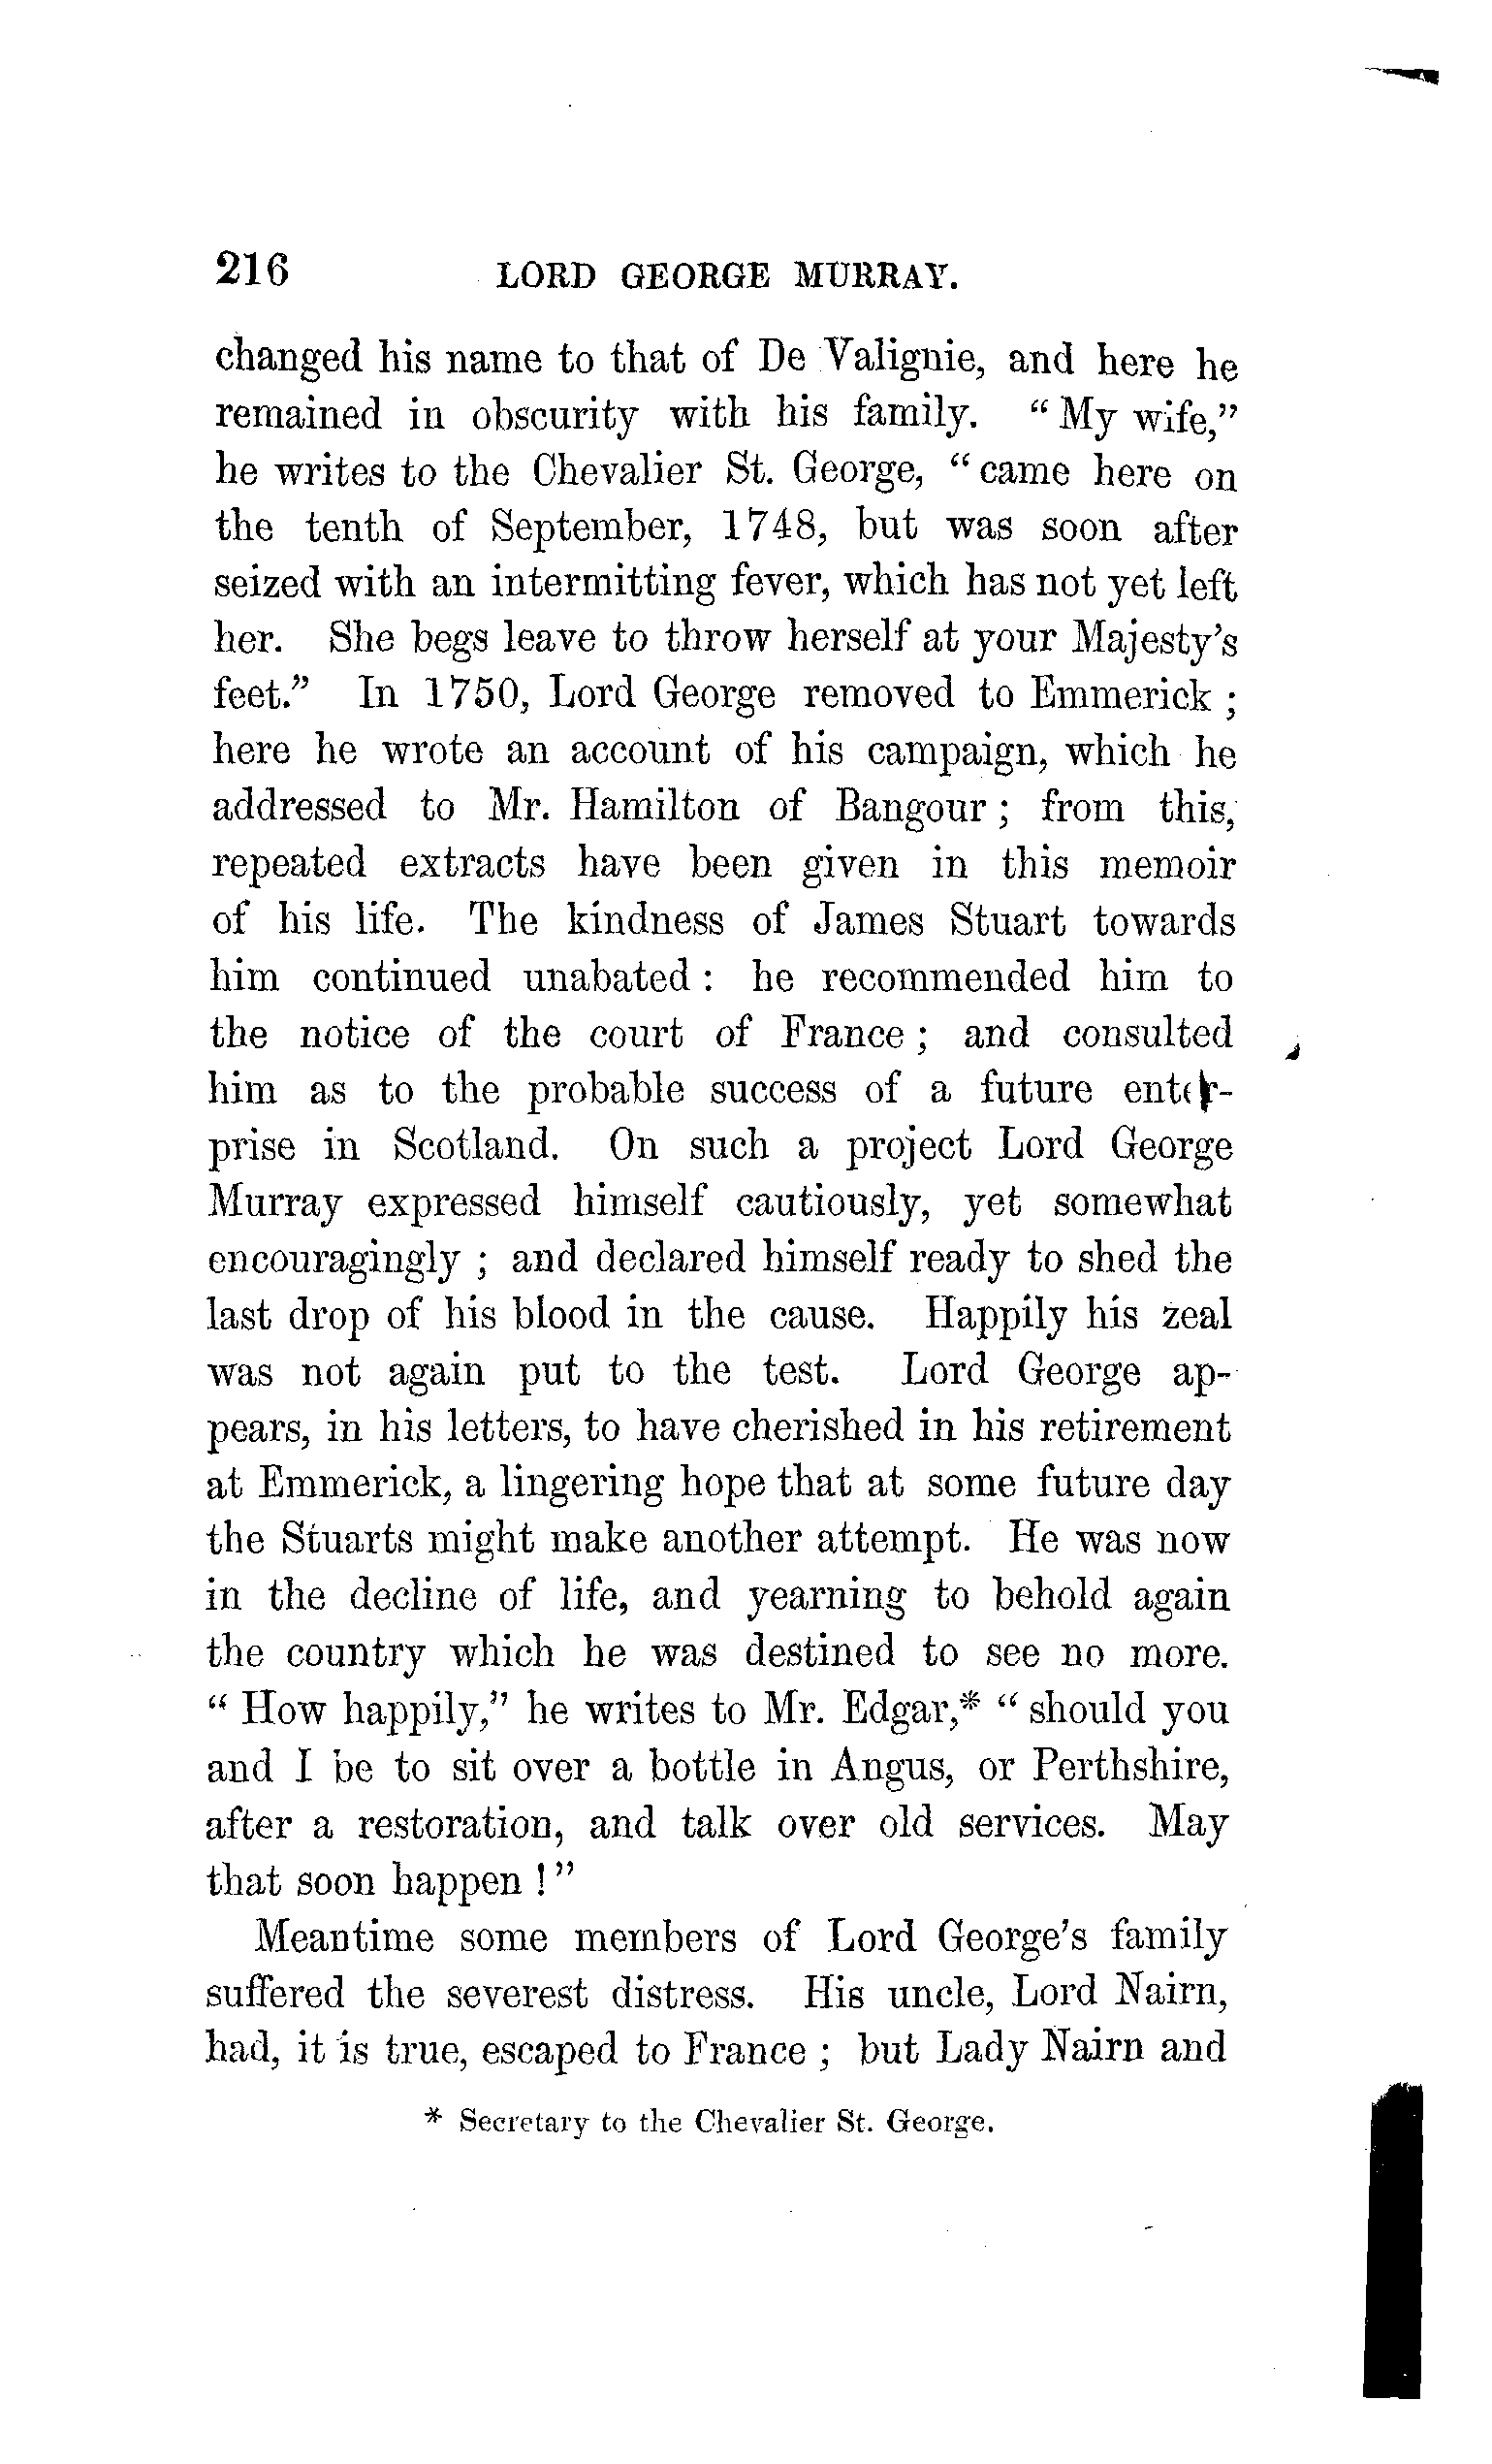 216 LORD GEORGE MURRAY.
changed his name to that of De Valignie, and here he
remained in obscurity with his family. "My wife,"
he writes to the Chevalier St. George, "came here on
the tenth of September, 1748, but was soon after
seized with an intermitting fever, which has not yet left
her. She begs leave to throw herself at your Majesty's
feet." In 1750, Lord George removed to Emmerick ;
here he wrote an account of his campaign, which he
addressed to Mr. Hamilton of Bangour ; from this,
repeated extracts have been given in this memoir
of his life. The kindness of James Stuart towards
him continued unabated : he recommended him to
the notice of the court of France ; and consulted
him as to the probable success of a future enter-
prise in Scotland. On such a project Lord George
Murray expressed himself cautiously, yet somewhat
encouragingly ; and declared himself ready to shed the
last drop of his blood in the cause. Happily his zeal
was not again put to the test. Lord George ap-
pears, in his letters, to have cherished in his retirement
at Emmerick, a lingering hope that at some future day
the Stuarts might make another attempt. He was now
in the decline of life, and yearning to behold again
the country which he was destined to see no more.
"How happily," he writes to Mr. Edgar,* "should you
and I be to sit over a bottle in Angus, or Perthshire,
after a restoration, and talk over old services. May
that soon happen !"
Meantime some members of Lord George's family
suffered the severest distress. His uncle, Lord Nairn,
had, it is true, escaped to France ; but Lady Nairn and
* Secretary to the Chevalier St. George.